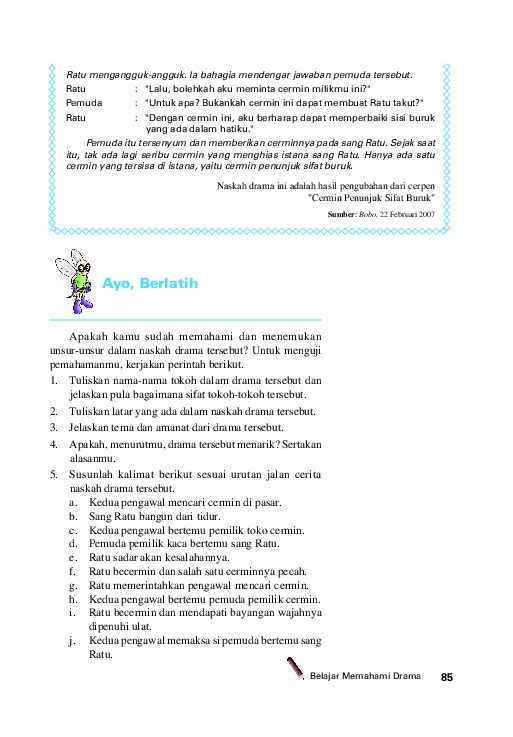 Ratu mengangguk-angguk. Ia bahagia mendengar jawaban pemuda tersebut.
Ratu : "Lalu, bolehkah aku meminta cermin milikmu ini?"
Pemuda : "Untuk apa? Bukankah cermin ini dapat membuat Ratu takut?"
Ratu : "Dengan cermin ini, aku berharap dapat memperbaiki sisi buruk
yang ada dalam hatiku."
Pemuda itu tersenyum dan memberikan cerminnya pada sang Ratu. Sejak saat
itu, tak ada lagi seribu cermin yang menghias istana sang Ratu. Hanya ada satu
cermin yang tersisa di istana, yaitu cermin penunjuk sifat buruk.
Naskah drama ini adalah hasil pengubahan dari cerpen
"Cermin Penunjuk Sifat Buruk"
Sumber: Bobo, 22 Februari 2007
Ayo, Berlatih
Apakah kamu sudah memahami dan menemukan
unsur-unsur dalam naskah drama tersebut? Untuk menguji
pemahamanmu, kerjakan perintah berikut.
1. Tuliskan nama-nama tokoh dalam drama tersebut dan
jelaskan pula bagaimana sifat tokoh-tokoh tersebut.
2. Tuliskan latar yang ada dalam naskah drama tersebut.
3. Jelaskan tema dan amanat dari drama tersebut.
4. Apakah, menurutmu, drama tersebut menarik? Sertakan
alasanmu.
5. Susunlah kalimat berikut sesuai urutan jalan cerita
naskah drama tersebut.
a. Kedua pengawal mencari cermin di pasar.
b. Sang Ratu bangun dari tidur.
c. Kedua pengawal bertemu pemilik toko cermin.
d. Pemuda pemilik kaca bertemu sang Ratu.
e. Ratu sadar akan kesalahannya.
f. Ratu becermin dan salah satu cerminnya pecah.
g. Ratu memerintahkan pengawal mencari cermin.
h. Kedua pengawal bertemu pemuda pemilik cermin.
i. Ratu becermin dan mendapati bayangan wajahnya
dipenuhi ulat.
j. Kedua pengawal memaksa si pemuda bertemu sang
Ratu.
Belajar Memahami Drama 85